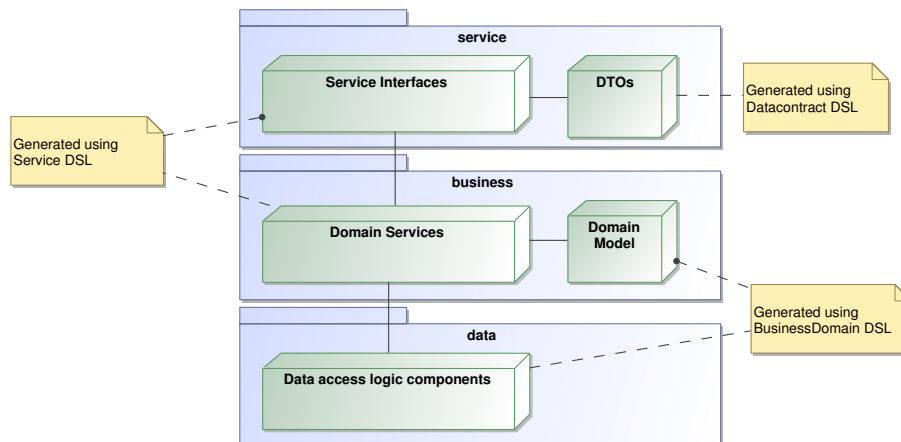 service
Service Interfaces
DTOs
Generated using
Datacontract DSL
Generated using
Service DSL
business
Domain Services
Domain
Model
Generated using
BusinessDomain DSL
data
Data access logic components